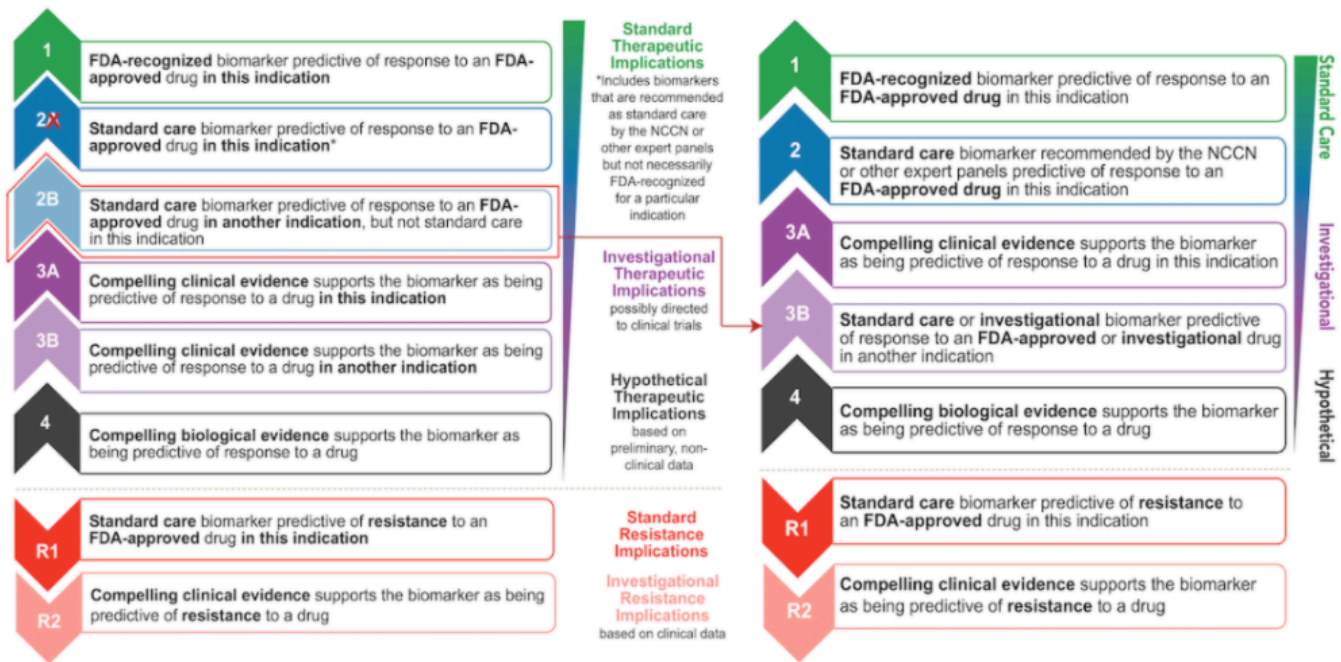 1
FDA-recognized biomarker predictive of response to an FDA-
approved drug in this indication
2A
Standard care biomarker predictive of response to an FDA-
approved drug in this indication*
2B
Standard care biomarker predictive of response to an FDA-
approved drug in another indication, but not standard care
in this indication
3A
Compelling clinical evidence supports the biomarker as being
predictive of response to a drug in this indication
3B
Compelling clinical evidence supports the biomarker as being
predictive of response to a drug in another indication
4
Compelling biological evidence supports the biomarker as
being predictive of response to a drug
R1
Standard care biomarker predictive of resistance to an
FDA-approved drug in this indication
R2
Compelling clinical evidence supports the biomarker as being
predictive of resistance to a drug
Standard
Therapeutic
Implications
*Includes biomarkers
that are recommended
as standard care
by the NCCN or
other expert panels
but not necessarily
FDA-recognized
for a particular
indication
Investigational
Therapeutic
Implications
possibly directed
to clinical trials
Hypothetical
Therapeutic
Implications
based on
preliminary, non-
clinical data
Standard
Resistance
Implications
Investigational
Resistance
Implications
based on clinical data
1
FDA-recognized biomarker predictive of response to an
FDA-approved drug in this indication
2
Standard care biomarker recommended by the NCCN
or other expert panels predictive of response to an
FDA-approved drug in this indication
3A
Compelling clinical evidence supports the biomarker
as being predictive of response to a drug in this indication
3B
Standard care or investigational biomarker predictive
of response to an FDA-approved or investigational drug
in another indication
4
Compelling biological evidence supports the biomarker
as being predictive of response to a drug
R1
Standard care biomarker predictive of resistance to
an FDA-approved drug in this indication
R2
Compelling clinical evidence supports the biomarker
as being predictive of resistance to a drug
Standard Care
Investigational
Hypothetical